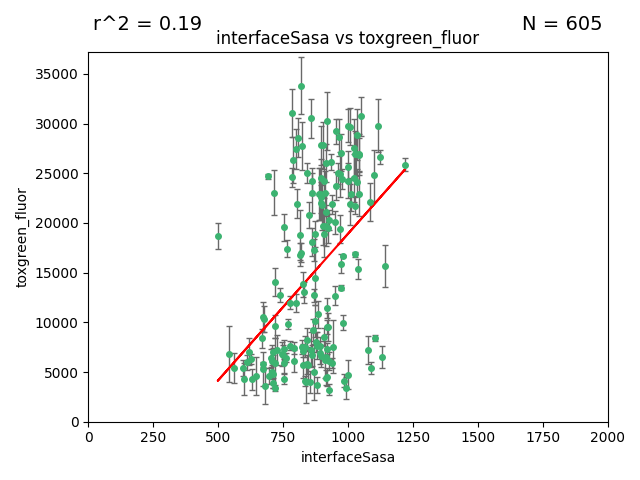 r^2 = 0.19
N = 605
interfaceSasa vs toxgreen_fluor
35000
30000
25000
20000
15000
10000
5000
0
toxgreen_fluor
0 250 500 750 1000 1250 1500 1750 2000
interfaceSasa